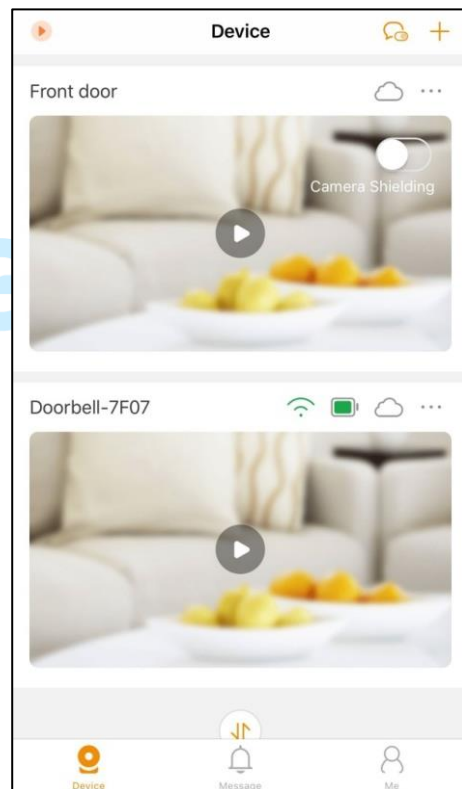 Device
Front door
Camera Shielding
Doorbell-7F07
Device
Message
Me